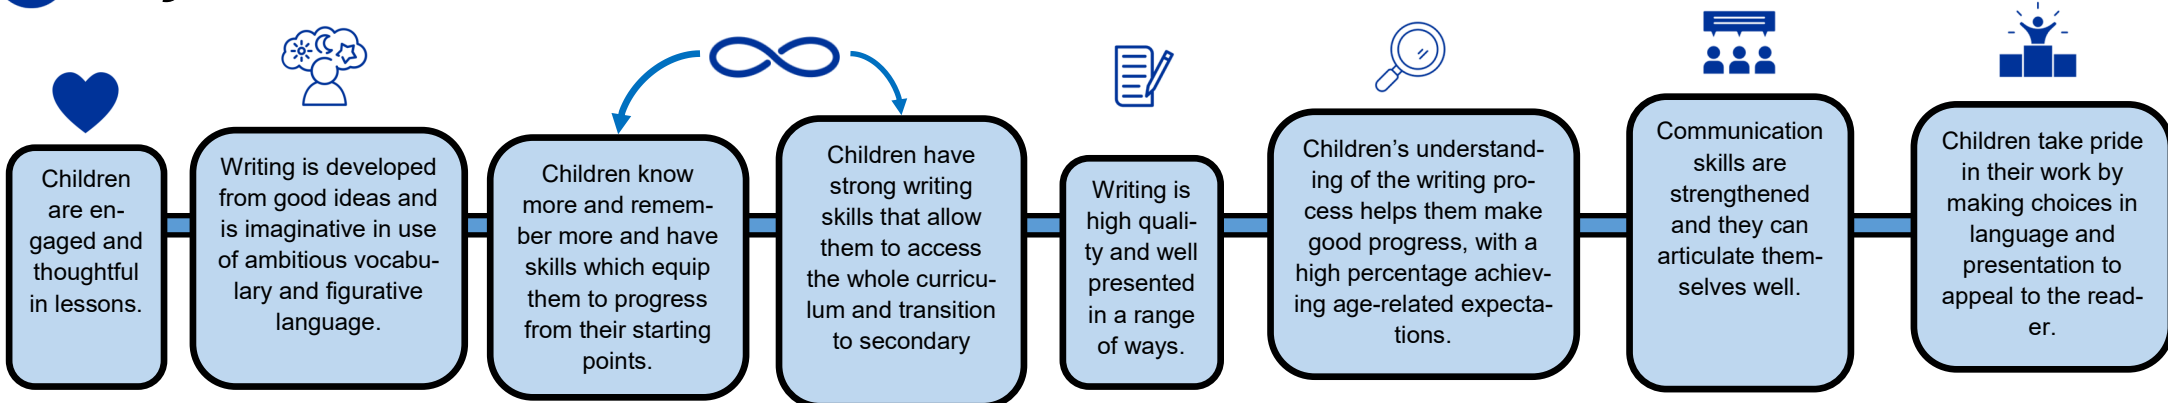 Children
are en-
gaged and
thoughtful
in lessons.
Writing is developed
from good ideas and
is imaginative in use
of ambitious vocabu-
lary and figurative
language.
Children know
more and remem-
ber more and have
skills which equip
them to progress
from their starting
points.
Children have
strong writing
skills that allow
them to access
the whole curricu-
lum and transition
to secondary
Writing is
high quali-
ty and well
presented
in a range
of ways.
Children’s understand-
ing of the writing pro-
cess helps them make
good progress, with a
high percentage achiev-
ing age-related expecta-
tions.
Communication
skills are
strengthened
and they can
articulate them-
selves well.
Children take pride
in their work by
making choices in
language and
presentation to
appeal to the read-
er.